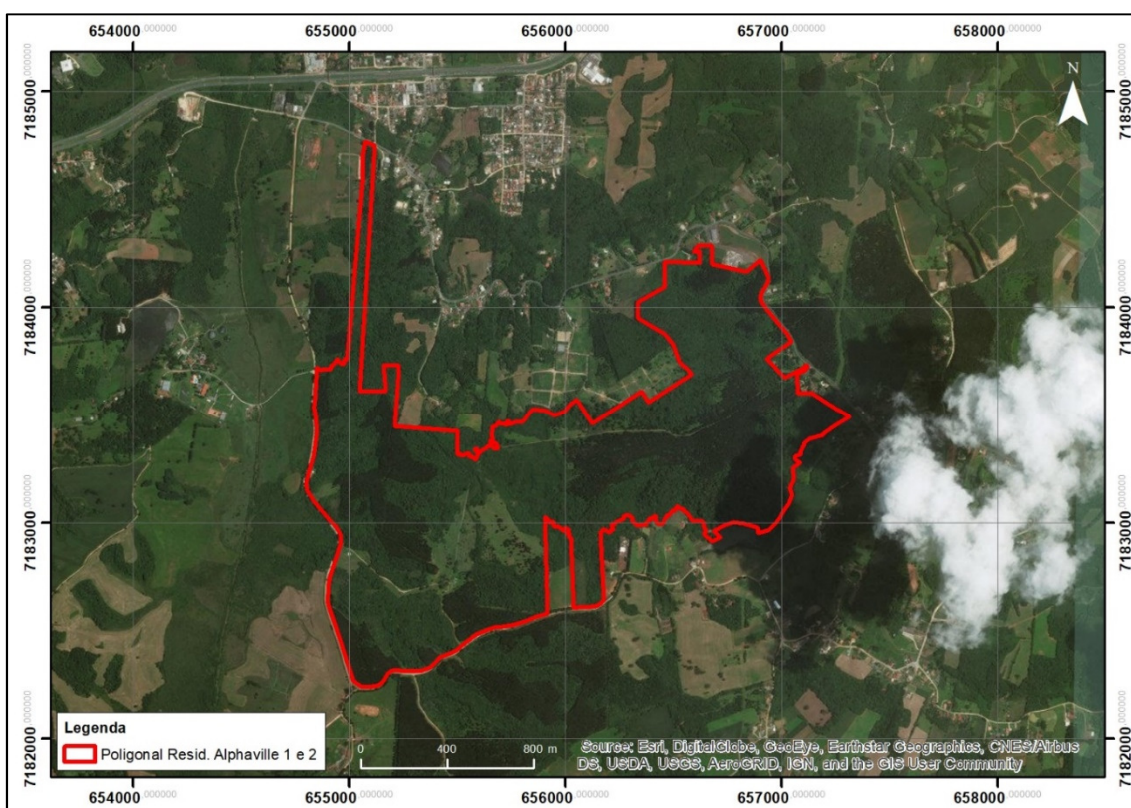 654000,000000 655000,000000 656000,000000 657000,000000 658000,000000
N
7185000,000000 7185000,000000
7184000,000000 7184000,000000
7183000,000000 7183000,000000
7182000,000000 7182000,000000
Legenda
Poligonal Resid. Alphaville 1 e 2
0 400 800 m
Source: Esri, DigitalGlobe, GeoEye, Earthstar Geographics, CNES/Airbus
DS, USDA, USGS, AeroGRID, IGN, and the GIS User Community
654000,000000 655000,000000 656000,000000 657000,000000 658000,000000